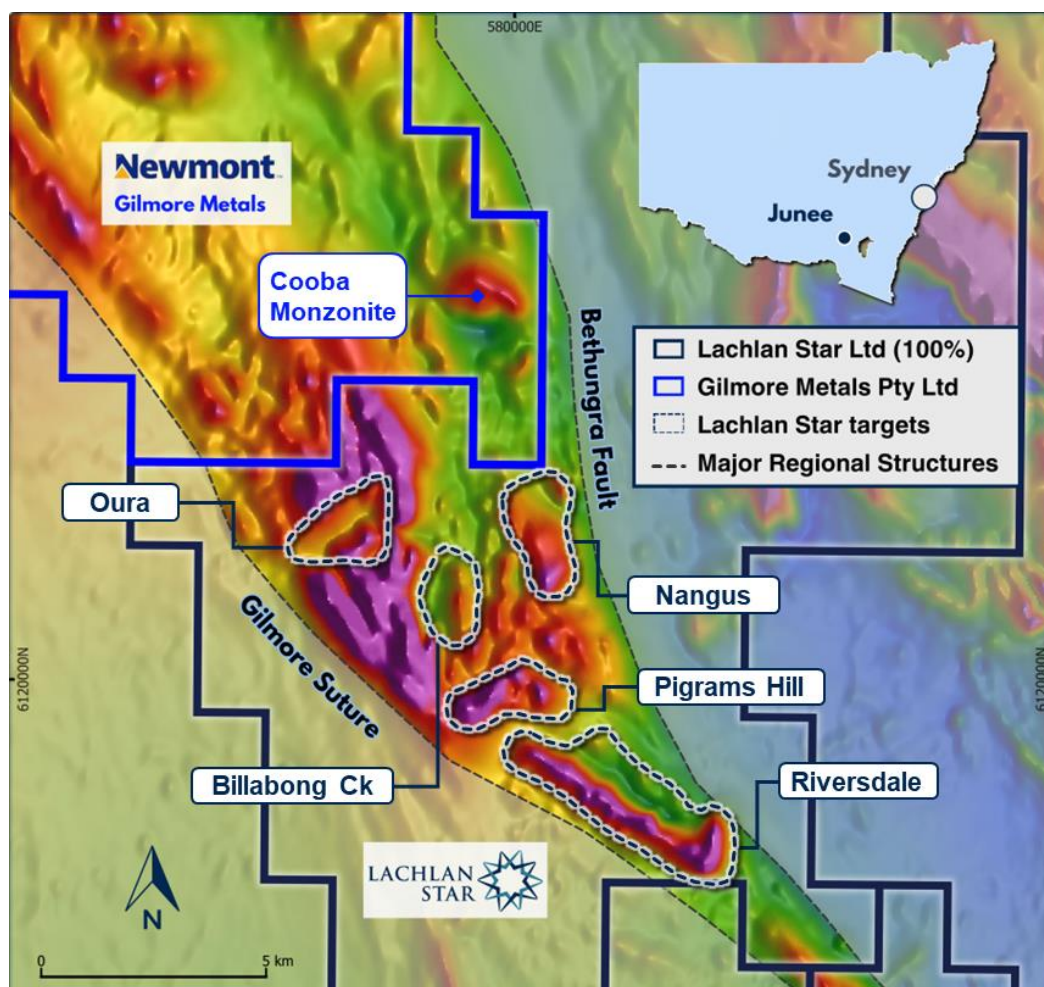 580000E
Newmont™
Gilmore Metals
Sydney
Junee
Cooba
Monzonite
Bethungra Fault
Lachlan Star Ltd (100%)
Gilmore Metals Pty Ltd
Lachlan Star targets
Major Regional Structures
Oura
Nangus
Gilmore Suture
6120000N
6120000N
Pigrams Hill
Billabong Ck
Riversdale
LACHLAN
STAR
N
0 5 km